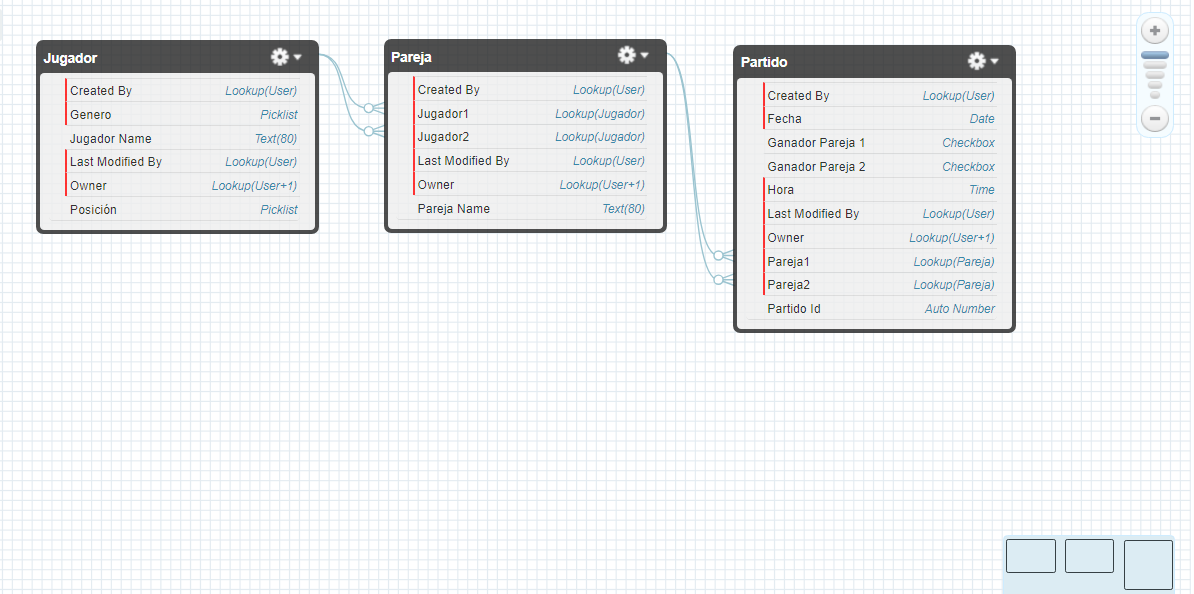 Jugador
Created By Lookup(User)
Genero Picklist
Jugador Name Text(80)
Last Modified By Lookup(User)
Owner Lookup(User+1)
Posición Picklist
Pareja
Created By Lookup(User)
Jugador1 Lookup(Jugador)
Jugador2 Lookup(Jugador)
Last Modified By Lookup(User)
Owner Lookup(User+1)
Pareja Name Text(80)
Partido
Created By Lookup(User)
Fecha Date
Ganador Pareja 1 Checkbox
Ganador Pareja 2 Checkbox
Hora Time
Last Modified By Lookup(User)
Owner Lookup(User+1)
Pareja1 Lookup(Pareja)
Pareja2 Lookup(Pareja)
Partido Id Auto Number